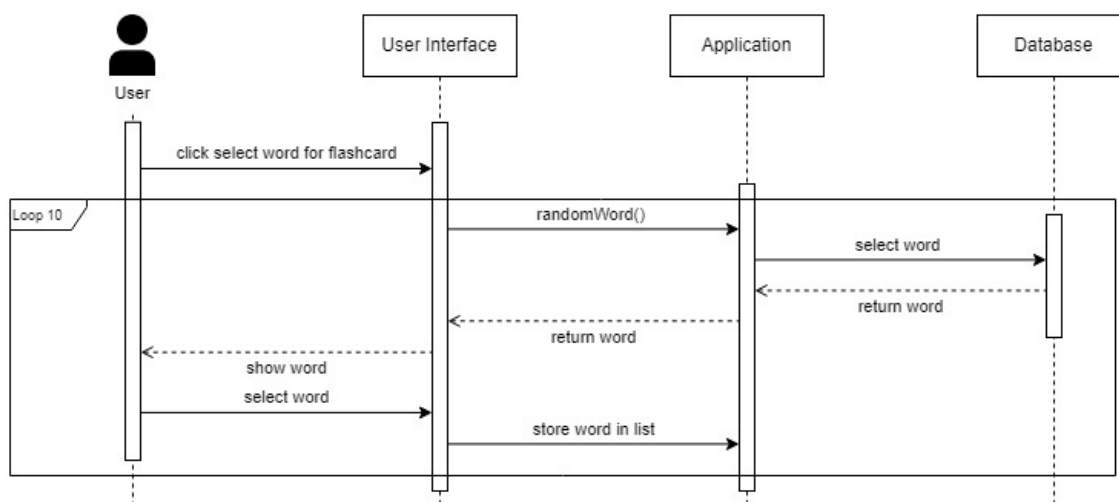 User Interface
Application
Database
User
click select word for flashcard
Loop 10
randomWord()
select word
return word
return word
show word
select word
store word in list